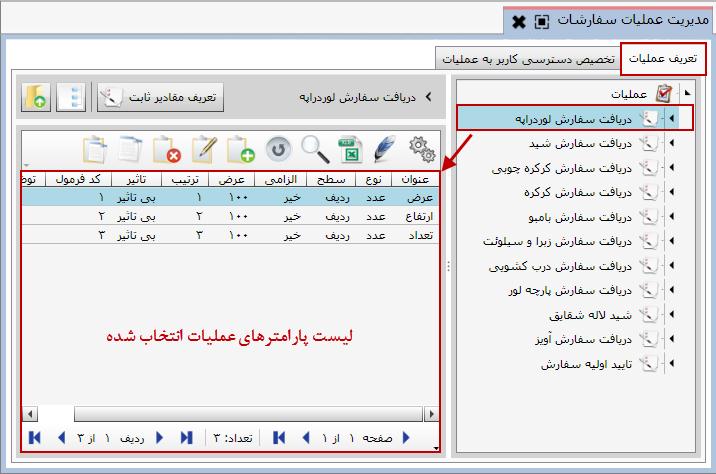 مدیریت عملیات سفارشات
تعریف عملیات
تخصیص دسترسی کاربر به عملیات
عملیات
دریافت سفارش لوردراپه
دریافت سفارش شید
دریافت سفارش کرکره چوبی
دریافت سفارش کرکره
دریافت سفارش بامبو
دریافت سفارش زبرا و سیلوئت
دریافت سفارش درب کشویی
دریافت سفارش پارچه لور
شید لاله شقایق
دریافت سفارش آویز
تایید اولیه سفارش
دریافت سفارش لوردراپه
تعریف مقادیر ثابت
عنوان نوع سطح الزامی عرض ترتیب تاثیر کد فرمول توض
عرض عدد ردیف خیر ۱۰۰ ۱ بی تاثیر ۱
ارتفاع عدد ردیف خیر ۱۰۰ ۲ بی تاثیر ۲
تعداد عدد ردیف خیر ۱۰۰ ۳ بی تاثیر ۳
لیست پارامترهای عملیات انتخاب شده
صفحه ۱ از ۱ تعداد: ۳ ردیف ۱ از ۳